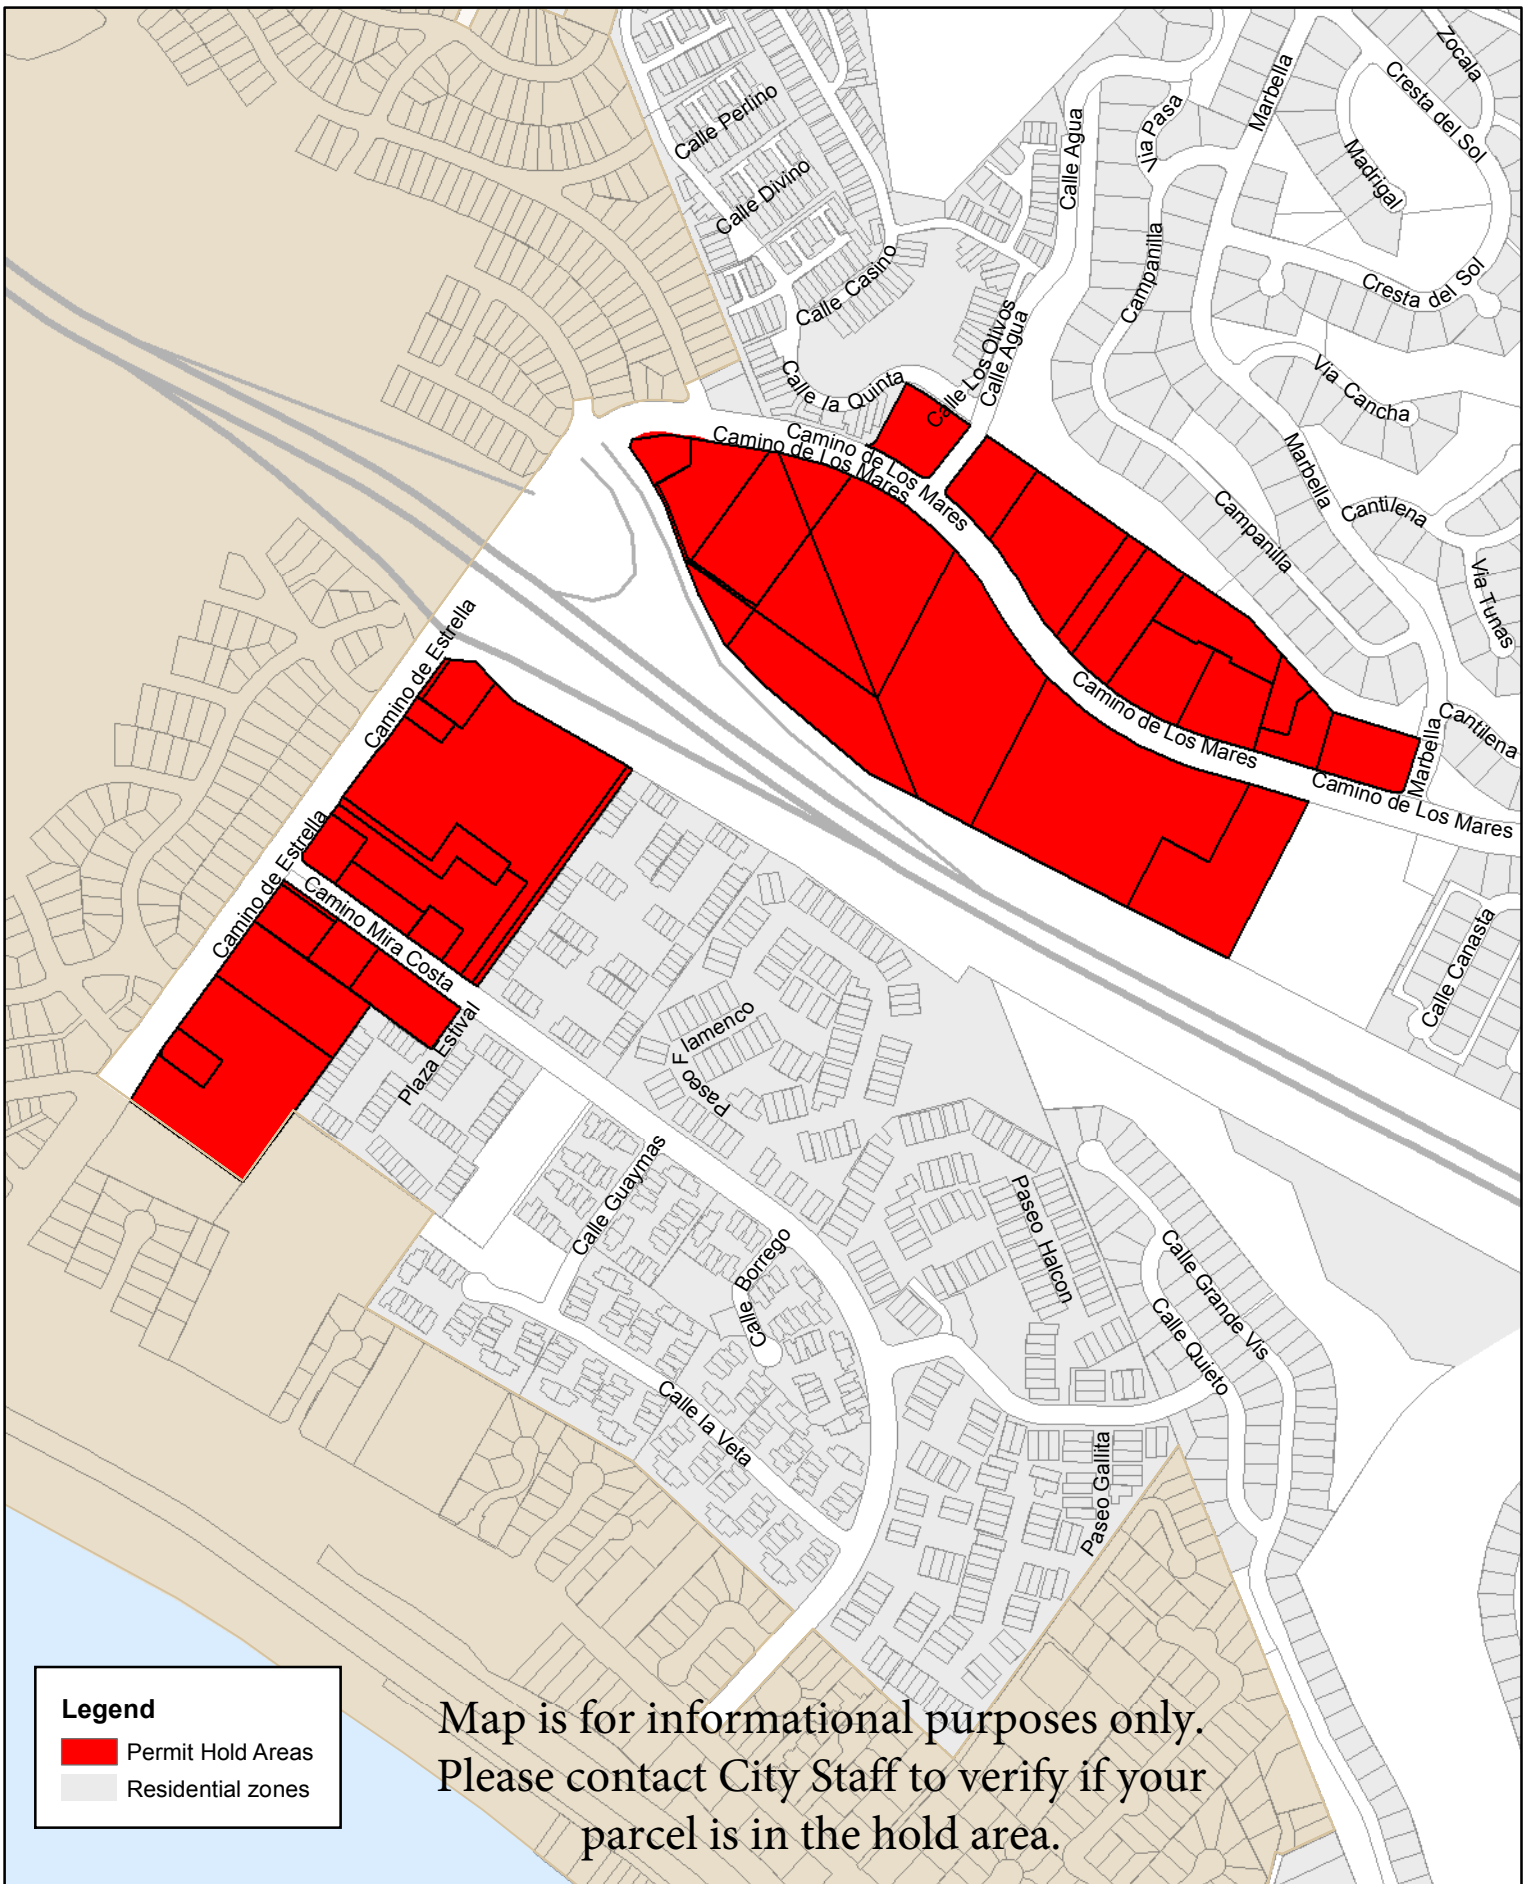 Zocala
Cresta del Sol
Marbella
Via Pasa
Calle Agua
Madrigal
Calle Perlino
Calle Divino
Campanilla
Cresta del Sol
Calle Casino
Calle Los Olivos
Calle Agua
Via Cancha
Calle la Quinta
Camino de Los Mares
Camino de Los Mares
Marbella
Cantilena
Campanilla
Via Tunas
Camino de Estrella
Camino de Los Mares
Cantilena
Marbella
Camino de Los Mares
Camino de Estrella
Camino Mira Costa
Calle Canasta
Plaza Estival
Paseo Flamenco
Calle Guaymas
Paseo Halcon
Calle Borrego
Calle Grande Vis
Calle Quieto
Calle la Veta
Paseo Gallita
Legend
Permit Hold Areas
Residential zones
Map is for informational purposes only.
Please contact City Staff to verify if your
parcel is in the hold area.